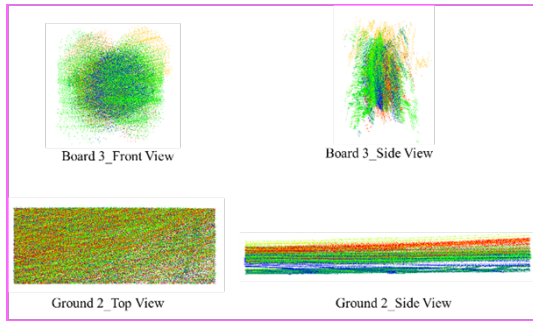 Board 3_Front View
Board 3_Side View
Ground 2_Top View
Ground 2_Side View